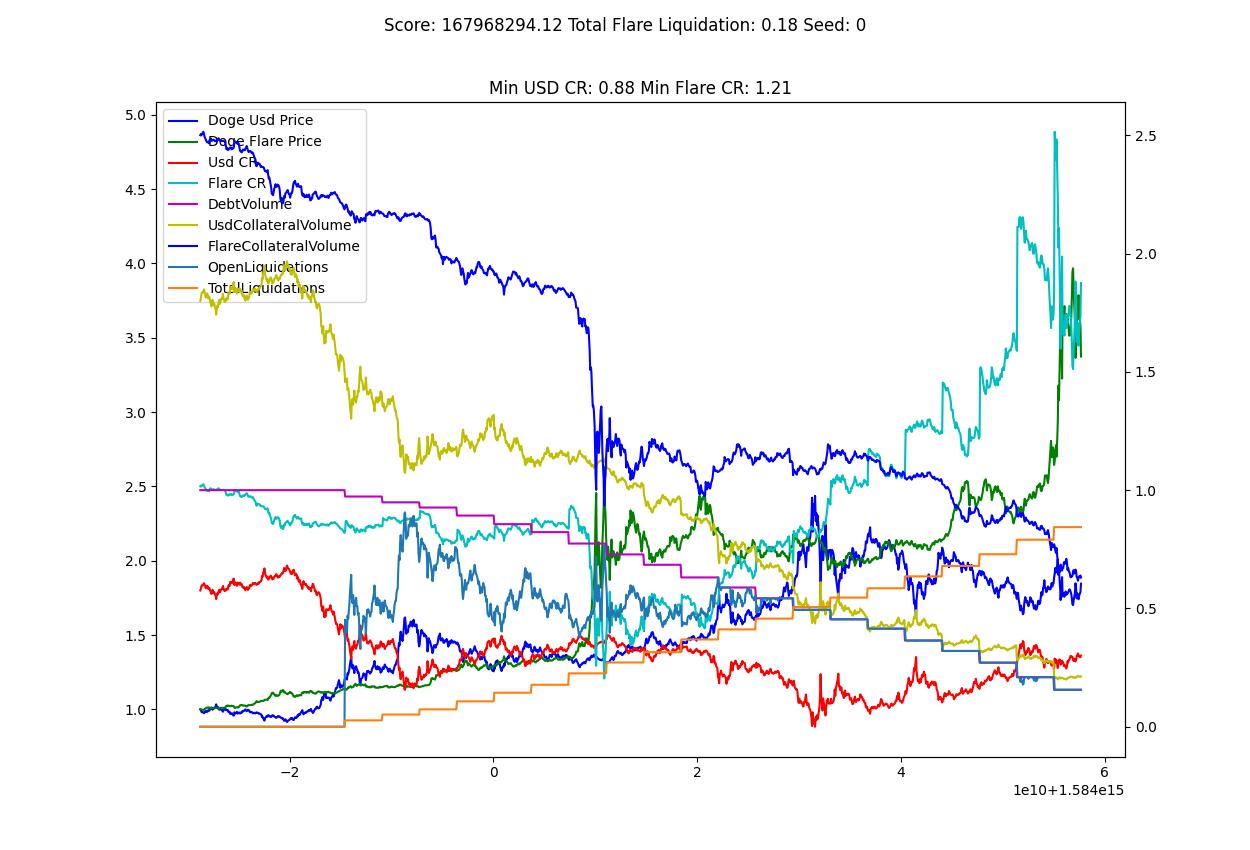 Score: 167968294.12 Total Flare Liquidation: 0.18 Seed: 0
Min USD CR: 0.88 Min Flare CR: 1.21
5.0
4.5
4.0
3.5
3.0
2.5
2.0
1.5
1.0
Doge Usd Price
Doge Flare Price
Usd CR
Flare CR
DebtVolume
UsdCollateralVolume
FlareCollateralVolume
OpenLiquidations
TotalLiquidations
2.5
2.0
1.5
1.0
0.5
0.0
−2
0
2
4
6
1e10+1.584e15